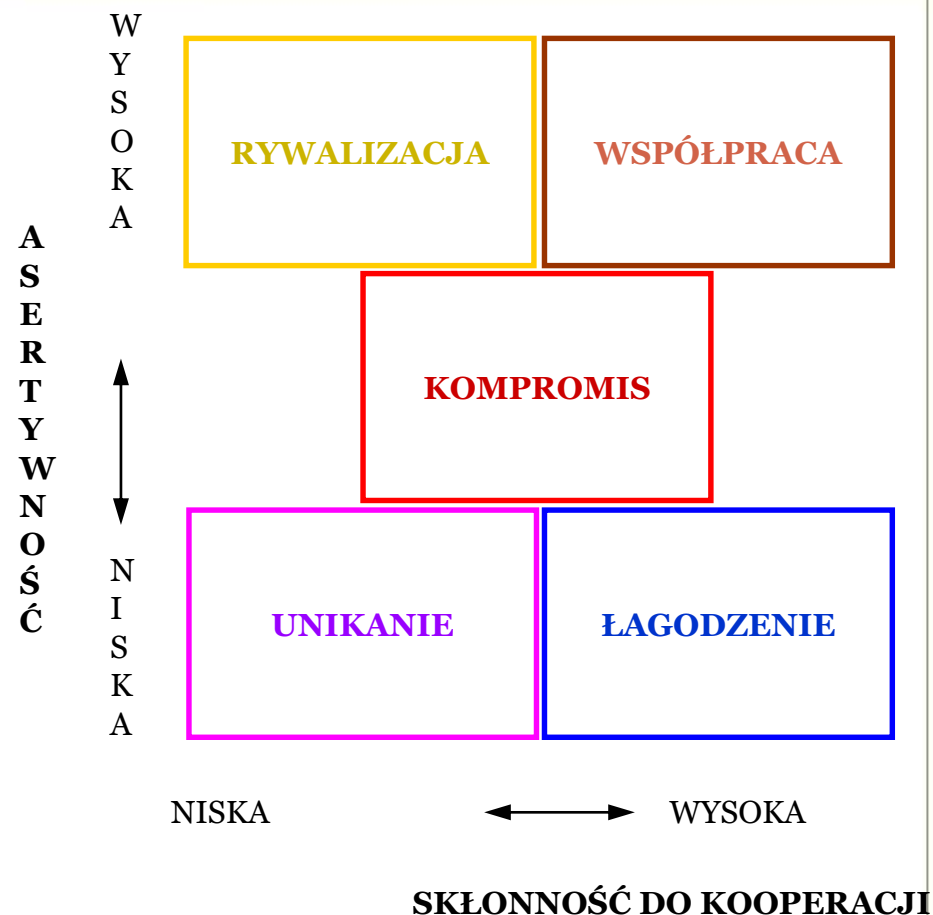 WYSOKA
RYWALIZACJA
WSPÓŁPRACA
ASERTYWNOŚĆ
KOMPROMIS
NISKA
UNIKANIE
ŁAGODZENIE
NISKA
WYSOKA
SKŁONNOŚĆ DO KOOPERACJI